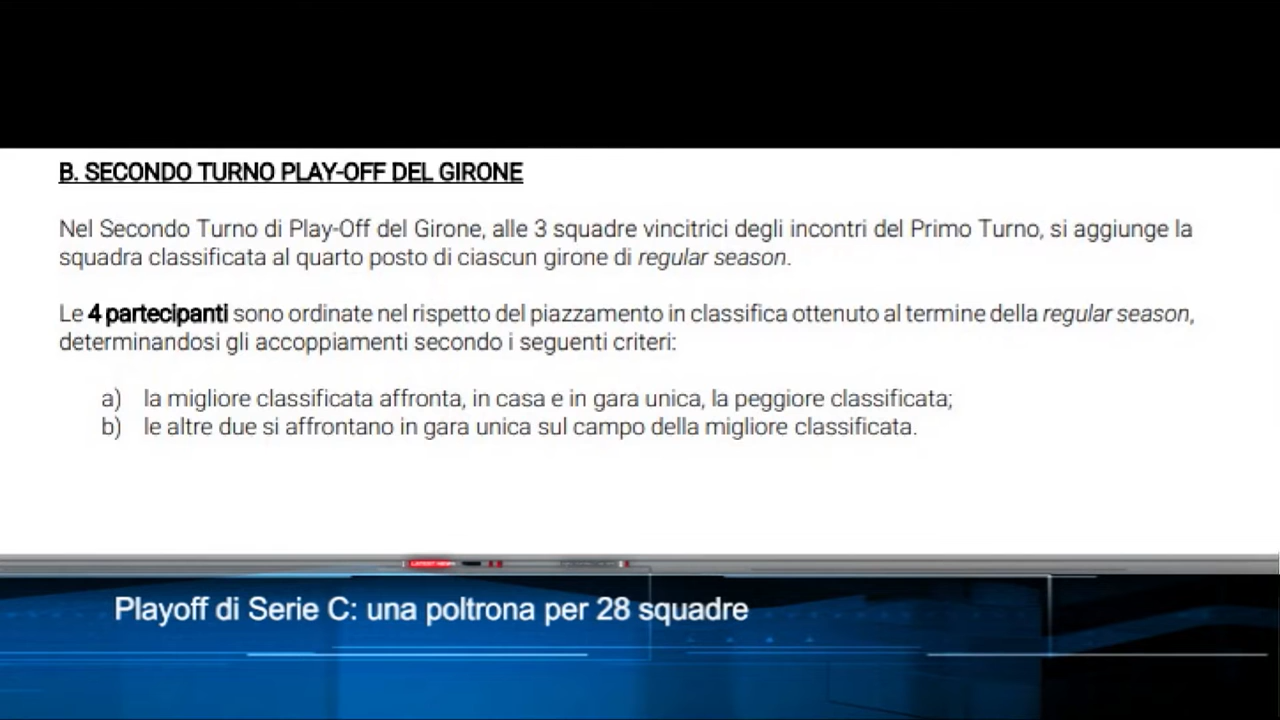 B. SECONDO TURNO PLAY-OFF DEL GIRONE
Nel Secondo Turno di Play-Off del Girone, alle 3 squadre vincitrici degli incontri del Primo Turno, si aggiunge la
squadra classificata al quarto posto di ciascun girone di regular season.
Le 4 partecipanti sono ordinate nel rispetto del piazzamento in classifica ottenuto al termine della regular season,
determinandosi gli accoppiamenti secondo i seguenti criteri:
a) la migliore classificata affronta, in casa e in gara unica, la peggiore classificata;
b) le altre due si affrontano in gara unica sul campo della migliore classificata.
LATEST NEWS
Playoff di Serie C: una poltrona per 28 squadre